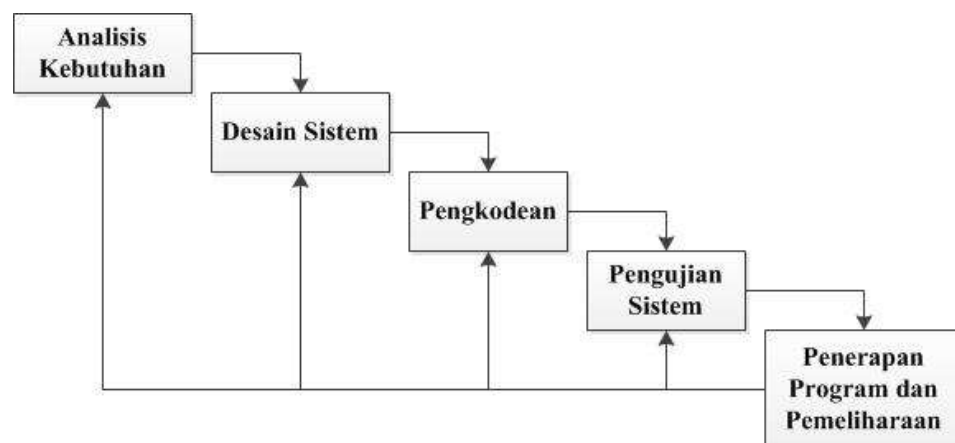 Analisis
Kebutuhan
Desain Sistem
Pengkodean
Pengujian
Sistem
Penerapan
Program dan
Pemeliharaan